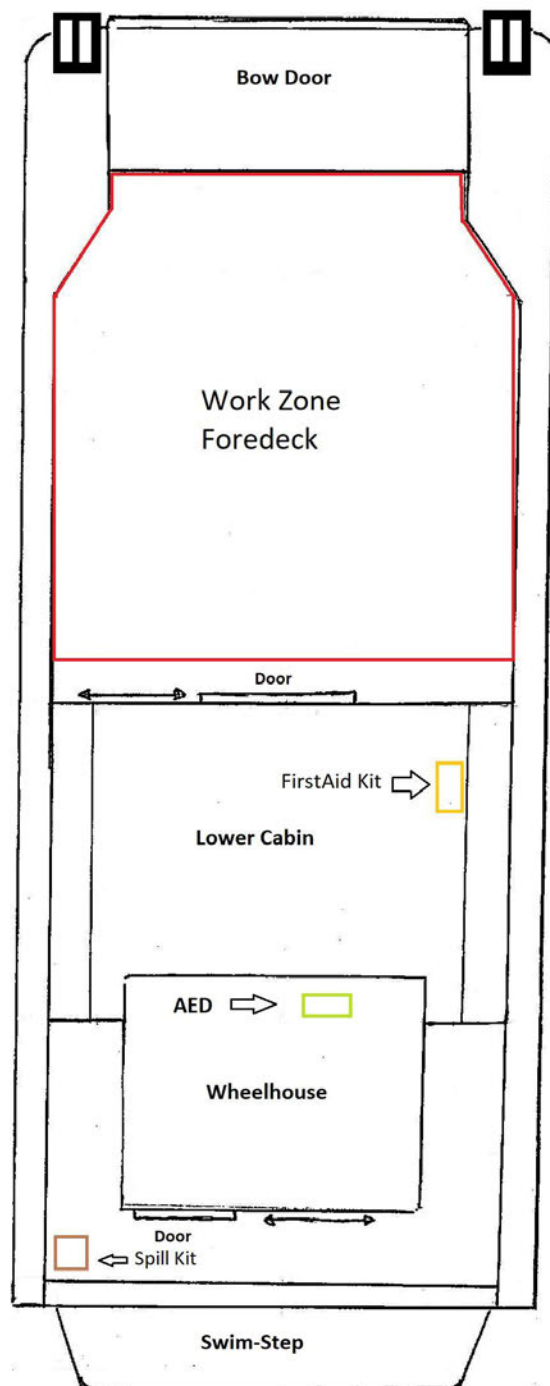 Bow Door
Work Zone
Foredeck
Door
FirstAid Kit
Lower Cabin
AED
Wheelhouse
Door
Spill Kit
Swim-Step